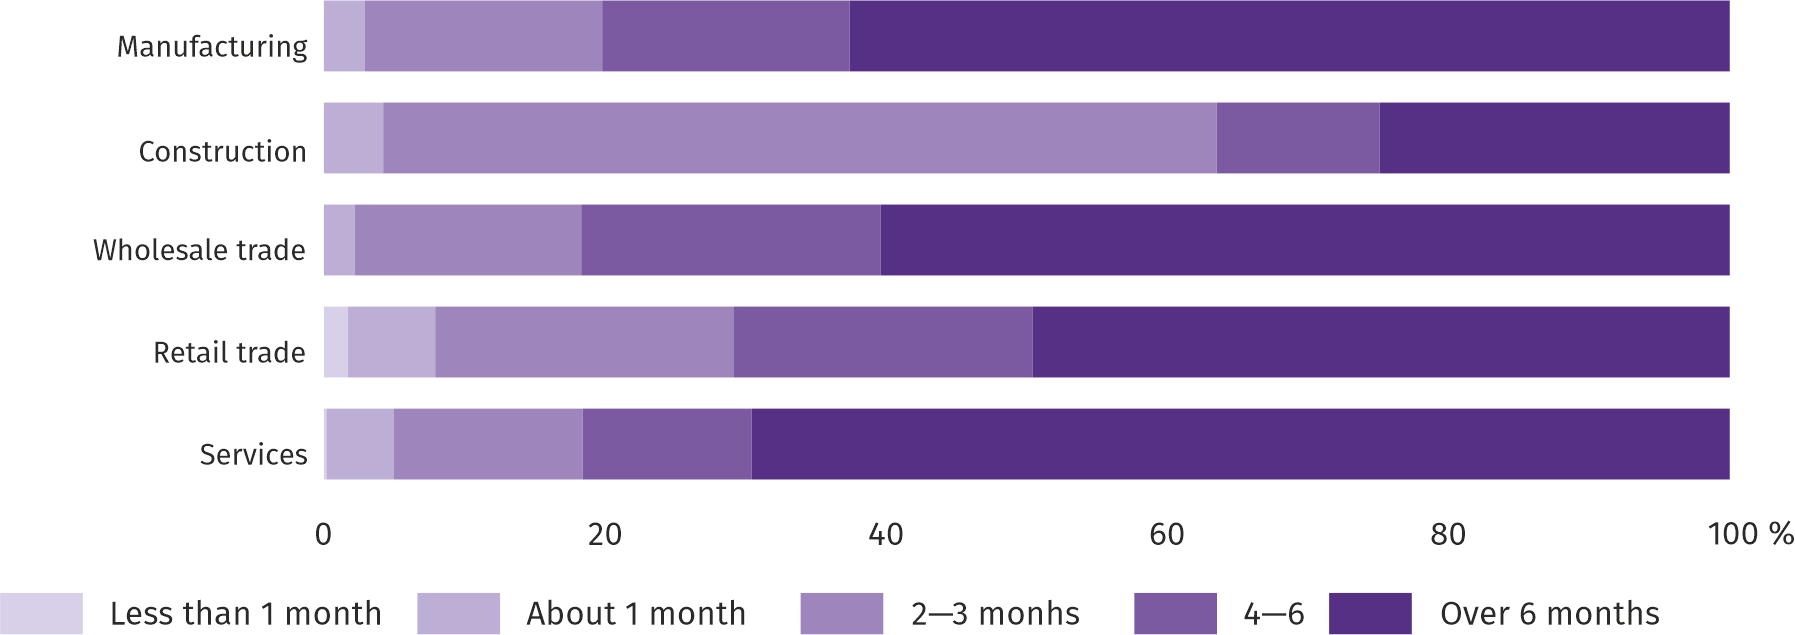 Manufacturing
Construction
Wholesale trade
Retail trade
Services
0 20 40 60 80 100 %
Less than 1 month About 1 month 2—3 monhs 4—6 Over 6 months